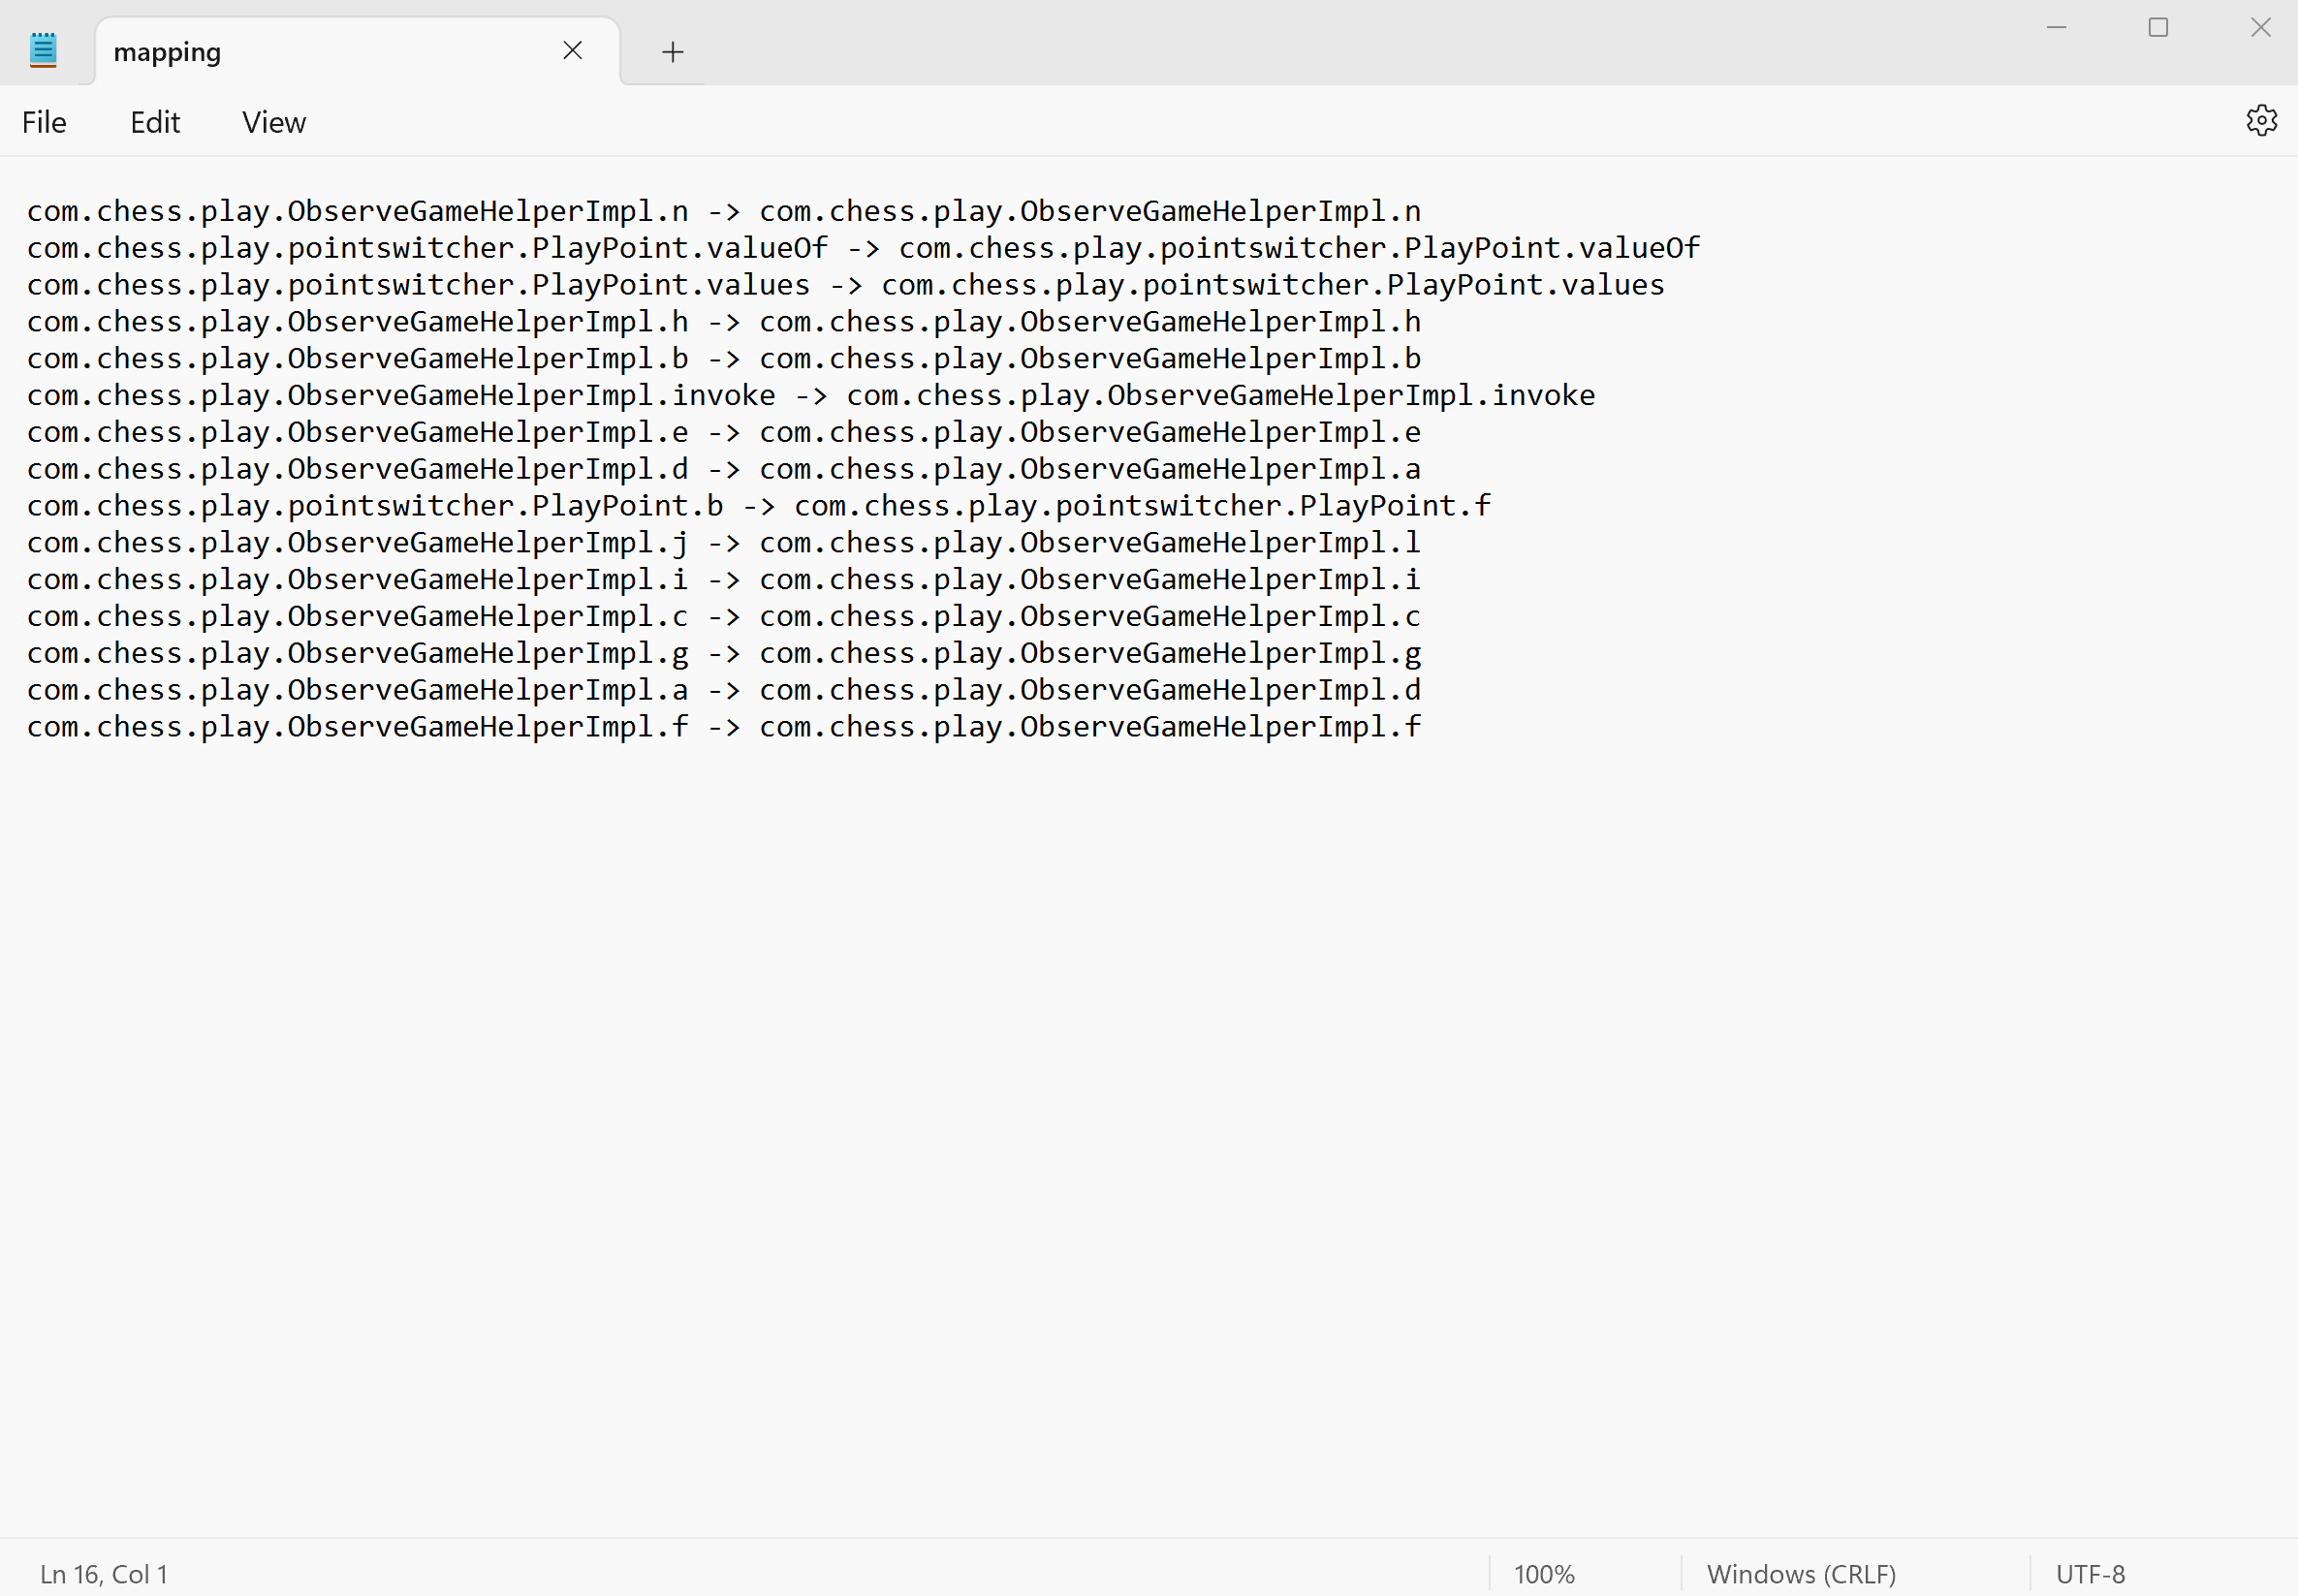 mapping
File Edit View
com.chess.play.ObserveGameHelperImpl.n -> com.chess.play.ObserveGameHelperImpl.n
com.chess.play.pointswitcher.PlayPoint.valueOf -> com.chess.play.pointswitcher.PlayPoint.valueOf
com.chess.play.pointswitcher.PlayPoint.values -> com.chess.play.pointswitcher.PlayPoint.values
com.chess.play.ObserveGameHelperImpl.h -> com.chess.play.ObserveGameHelperImpl.h
com.chess.play.ObserveGameHelperImpl.b -> com.chess.play.ObserveGameHelperImpl.b
com.chess.play.ObserveGameHelperImpl.invoke -> com.chess.play.ObserveGameHelperImpl.invoke
com.chess.play.ObserveGameHelperImpl.e -> com.chess.play.ObserveGameHelperImpl.e
com.chess.play.ObserveGameHelperImpl.d -> com.chess.play.ObserveGameHelperImpl.a
com.chess.play.pointswitcher.PlayPoint.b -> com.chess.play.pointswitcher.PlayPoint.f
com.chess.play.ObserveGameHelperImpl.j -> com.chess.play.ObserveGameHelperImpl.l
com.chess.play.ObserveGameHelperImpl.i -> com.chess.play.ObserveGameHelperImpl.i
com.chess.play.ObserveGameHelperImpl.c -> com.chess.play.ObserveGameHelperImpl.c
com.chess.play.ObserveGameHelperImpl.g -> com.chess.play.ObserveGameHelperImpl.g
com.chess.play.ObserveGameHelperImpl.a -> com.chess.play.ObserveGameHelperImpl.d
com.chess.play.ObserveGameHelperImpl.f -> com.chess.play.ObserveGameHelperImpl.f
Ln 16, Col 1 100% Windows (CRLF) UTF-8